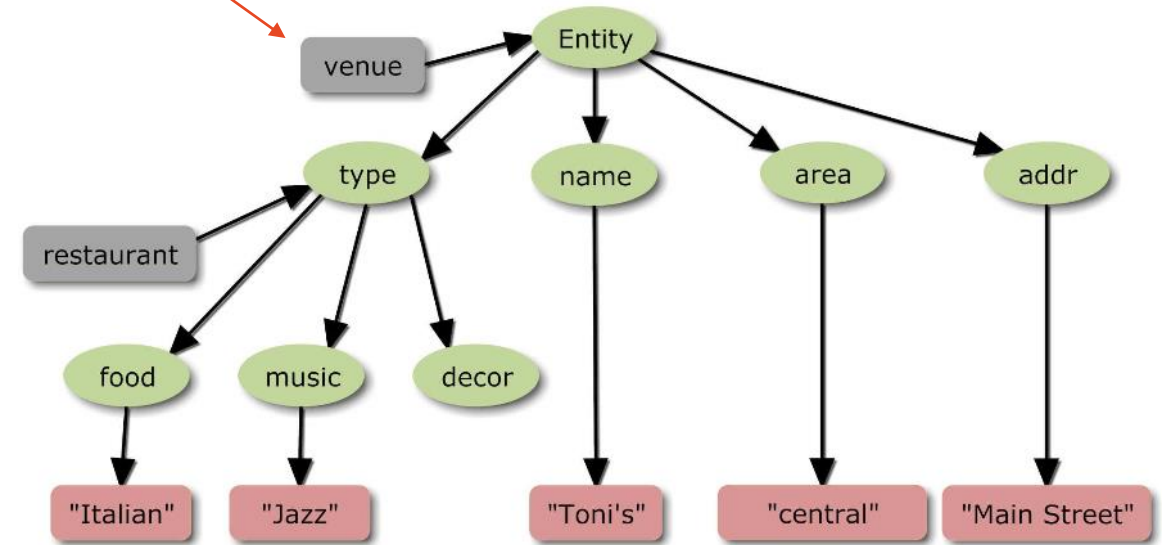 Entity
venue
type
name
area
addr
restaurant
food
music
decor
"Italian"
"Jazz"
"Toni's"
"central"
"Main Street"